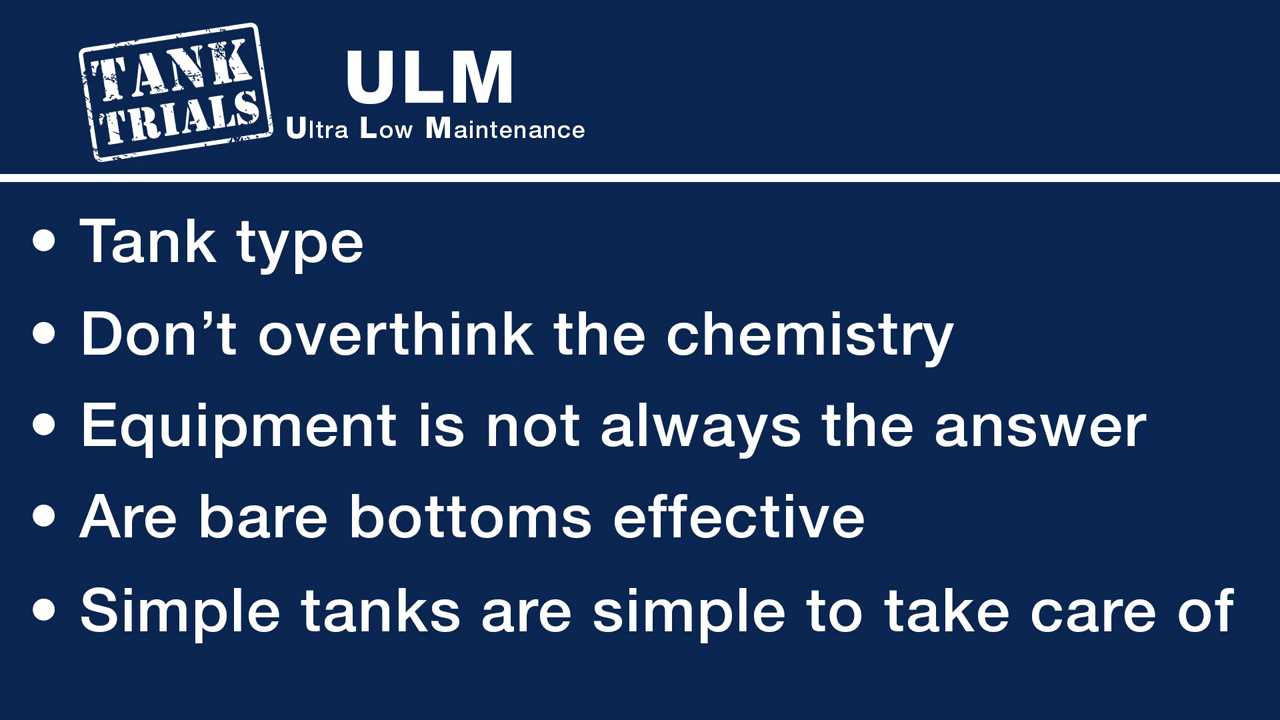 TANK
TRIALS
ULM
Ultra Low Maintenance
• Tank type
• Don’t overthink the chemistry
• Equipment is not always the answer
• Are bare bottoms effective
• Simple tanks are simple to take care of